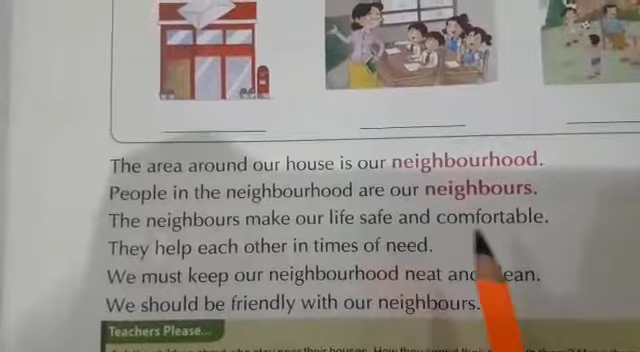 The area around our house is our neighbourhood.
People in the neighbourhood are our neighbours.
The neighbours make our life safe and comfortable.
They help each other in times of need.
We must keep our neighbourhood neat and lean.
We should be friendly with our neighbours.
Teachers Please...